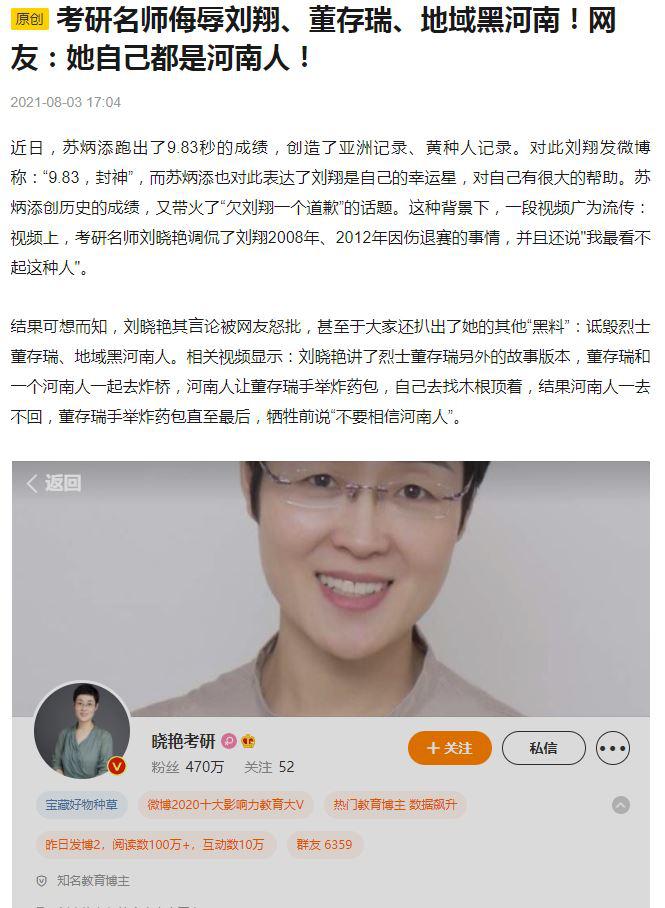 原创 考研名师侮辱刘翔、董存瑞、地域黑河南！网
友：她自己都是河南人！
2021-08-03 17:04
近日，苏炳添跑出了9.83秒的成绩，创造了亚洲记录、黄种人记录。对此刘翔发微博
称：“9.83，封神”，而苏炳添也对此表达了刘翔是自己的幸运星，对自己有很大的帮助。苏
炳添创历史的成绩，又带火了“欠刘翔一个道歉”的话题。这种背景下，一段视频广为流传：
视频上，考研名师刘晓艳调侃了刘翔2008年、2012年因伤退赛的事情，并且还说"我最看不
起这种人"。
结果可想而知，刘晓艳其言论被网友怒批，甚至于大家还扒出了她的其他“黑料”：诋毁烈士
董存瑞、地域黑河南人。相关视频显示：刘晓艳讲了烈士董存瑞另外的故事版本，董存瑞和
一个河南人一起去炸桥，河南人让董存瑞手举炸药包，自己去找木根顶着，结果河南人一去
不回，董存瑞手举炸药包直至最后，牺牲前说“不要相信河南人”。
返回
晓艳考研
粉丝 470万 关注 52
+关注 私信
宝藏好物种草 微博2020十大影响力教育大V 热门教育博主 数据飙升
昨日发博2，阅读数100万+，互动数10万 群友 6359
知名教育博主